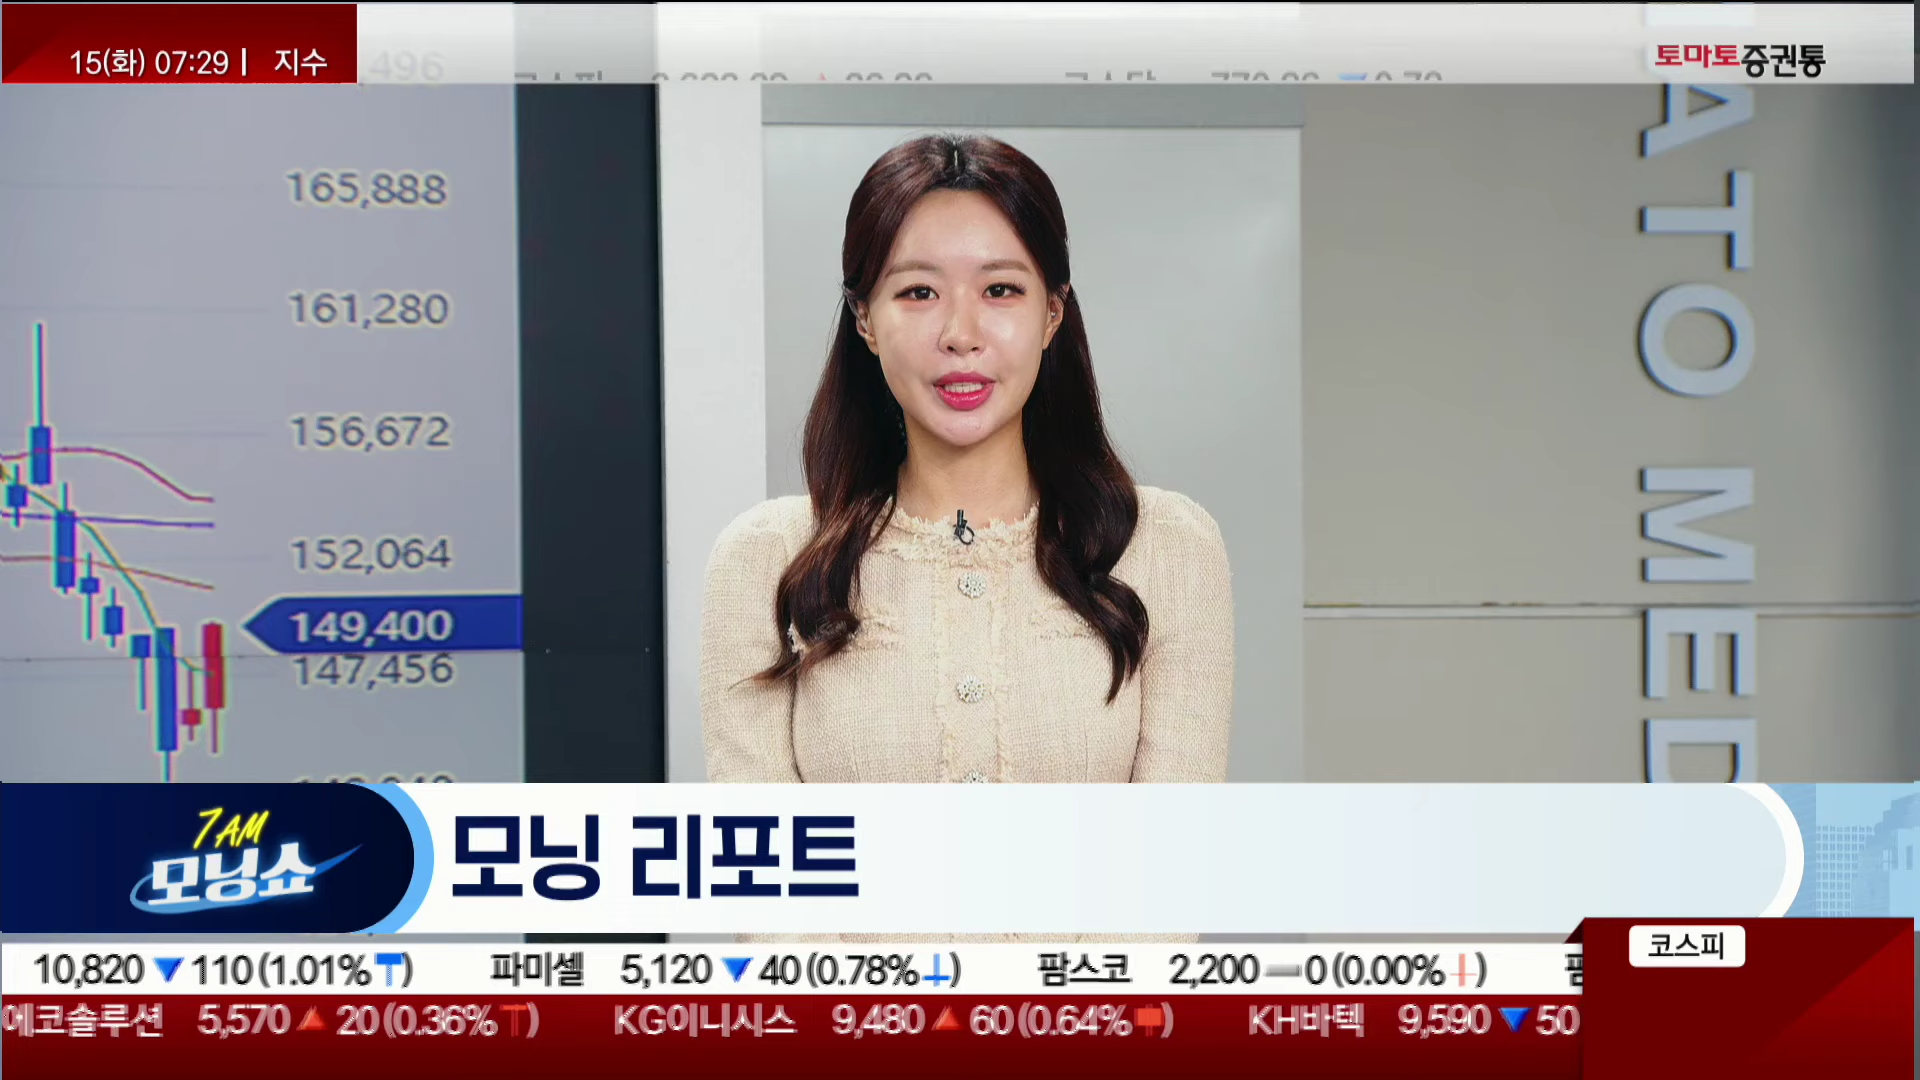 15(화) 07:29 | 지수
토마토증권통
165,888
161,280
156,672
152,064
149,400
147,456
ATO MED
7AM
모닝쇼
모닝 리포트
코스피
10,820 ▼ 110 (1.01%) 파미셀 5,120 ▼ 40 (0.78%) 팜스코 2,200 ー 0 (0.00%)
에코솔루션 5,570 ▲ 20 (0.36%) KG이니시스 9,480 ▲ 60 (0.64%) KH바텍 9,590 ▼ 50